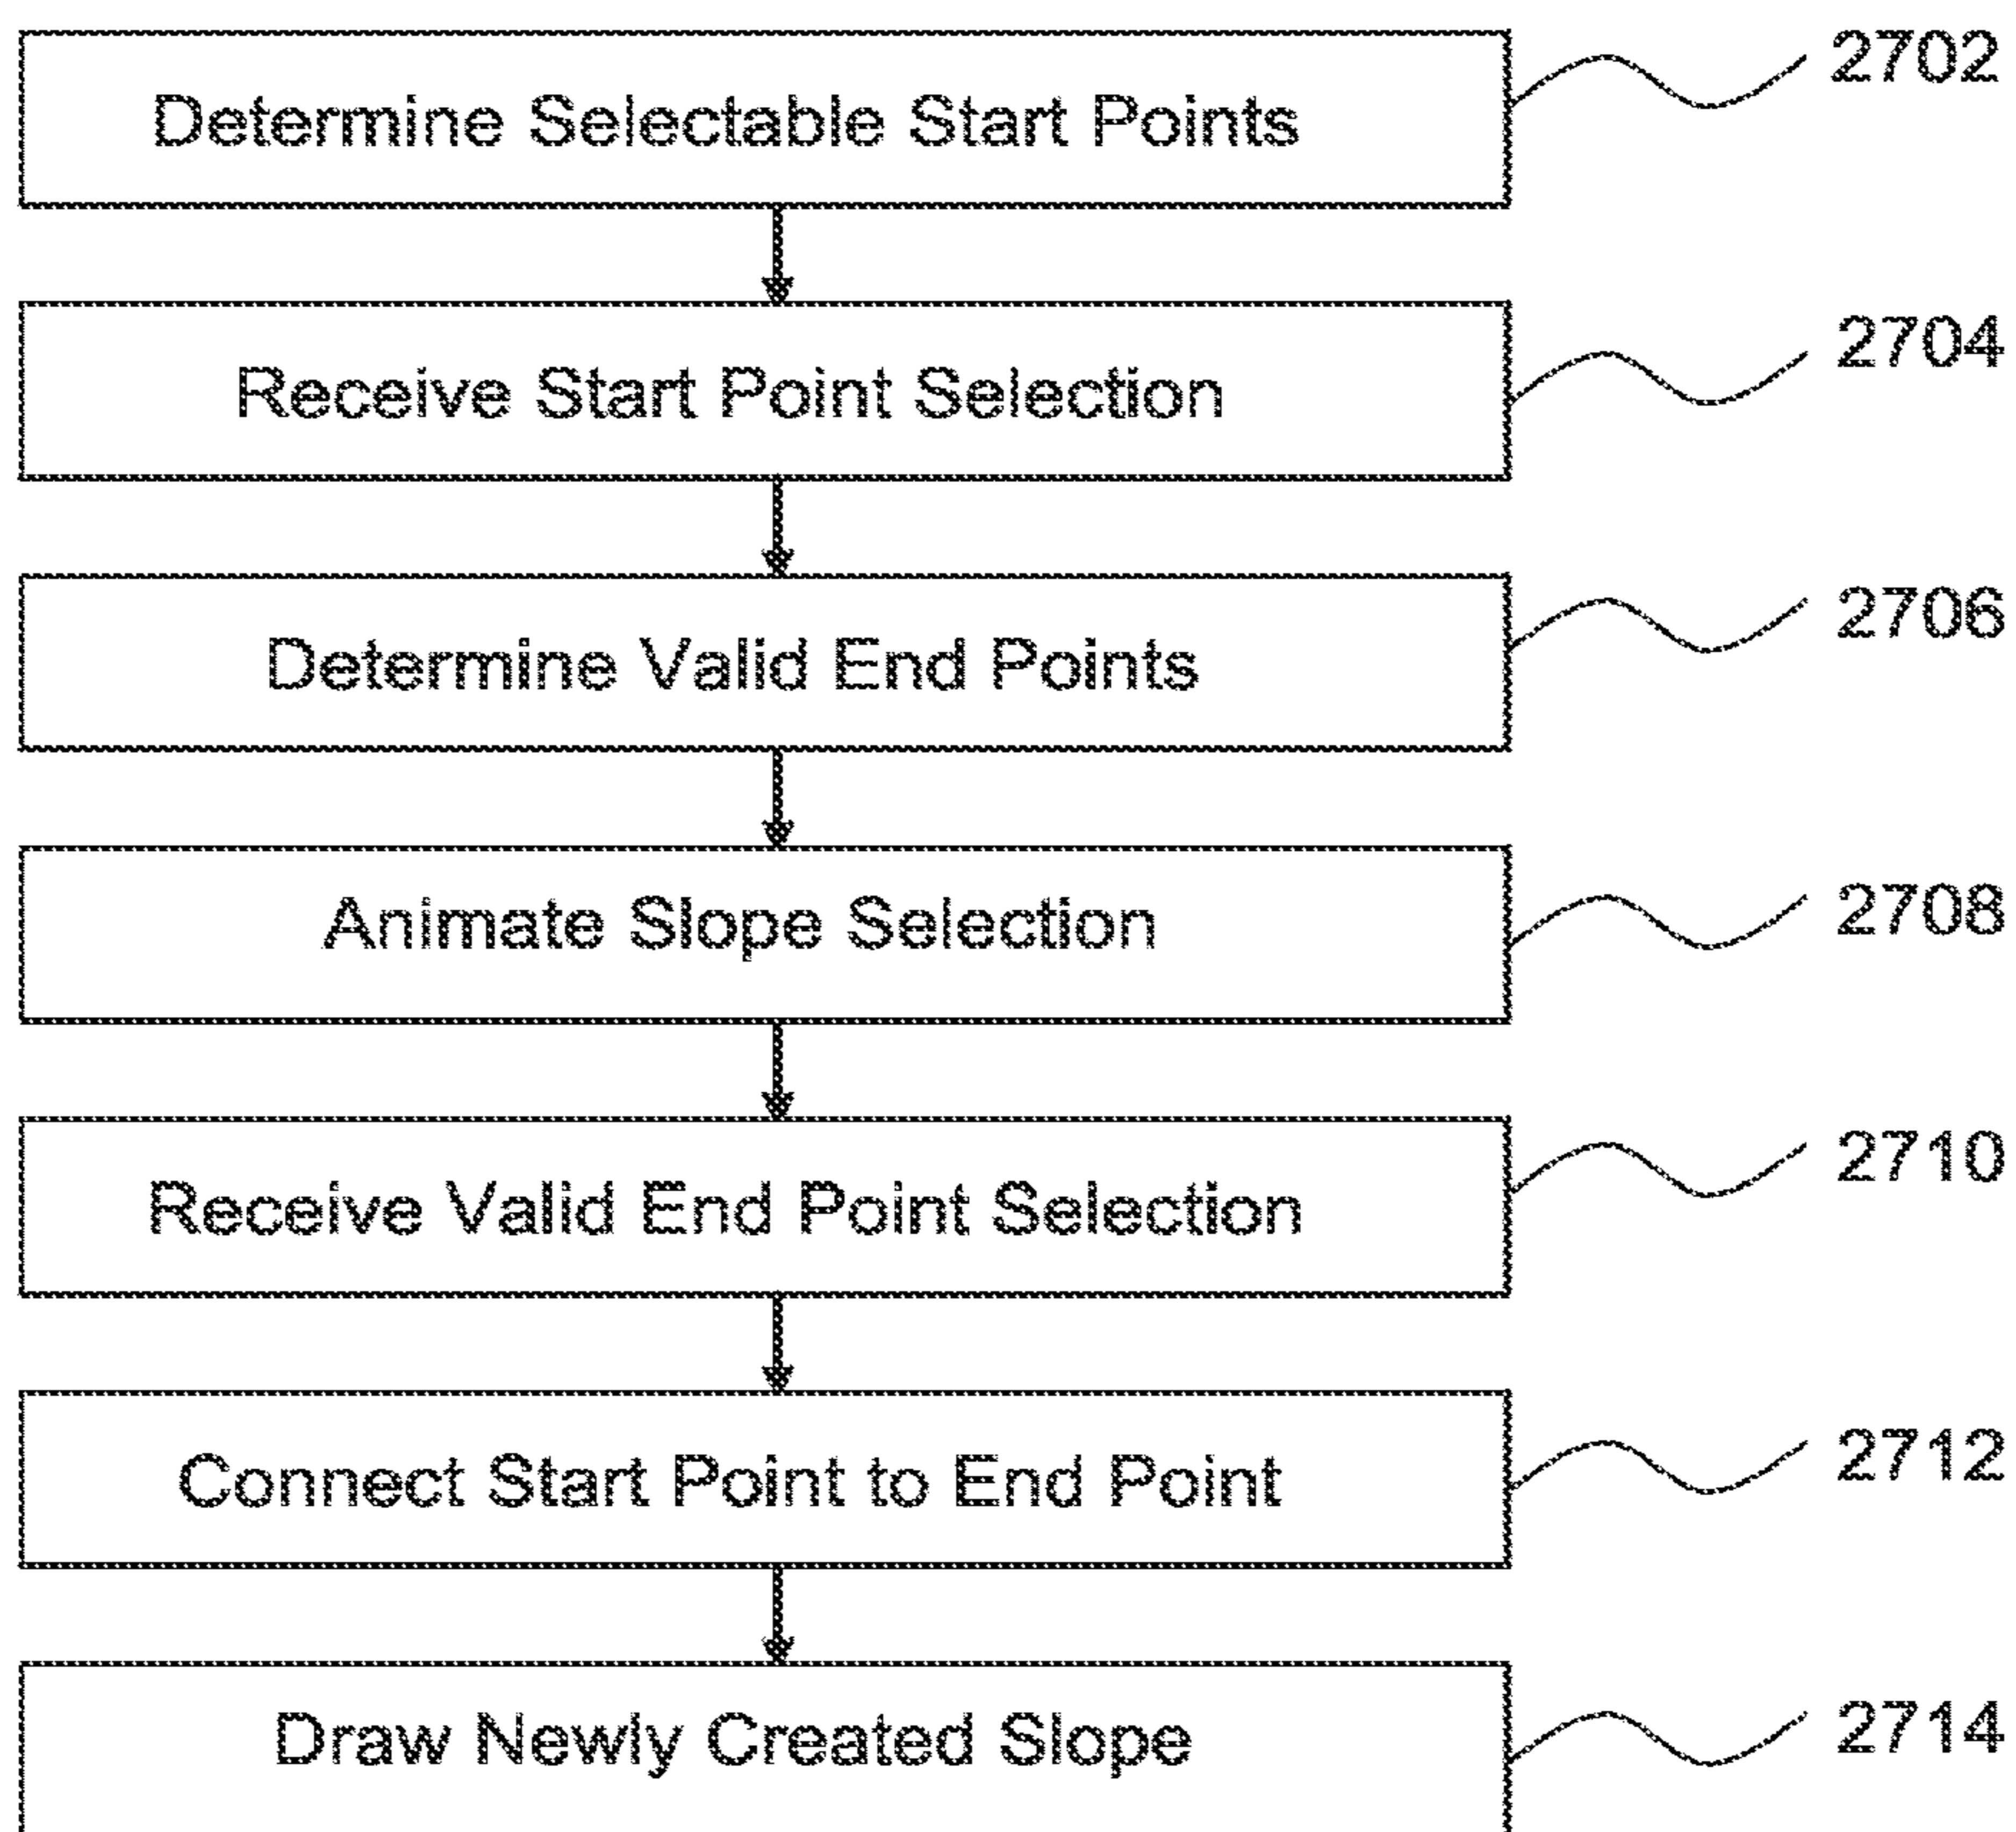 Determine Selectable Start Points
2702
Receive Start Point Selection
2704
Determine Valid End Points
2706
Animate Slope Selection
2708
Receive Valid End Point Selection
2710
Connect Start Point to End Point
2712
Draw Newly Created Slope
2714